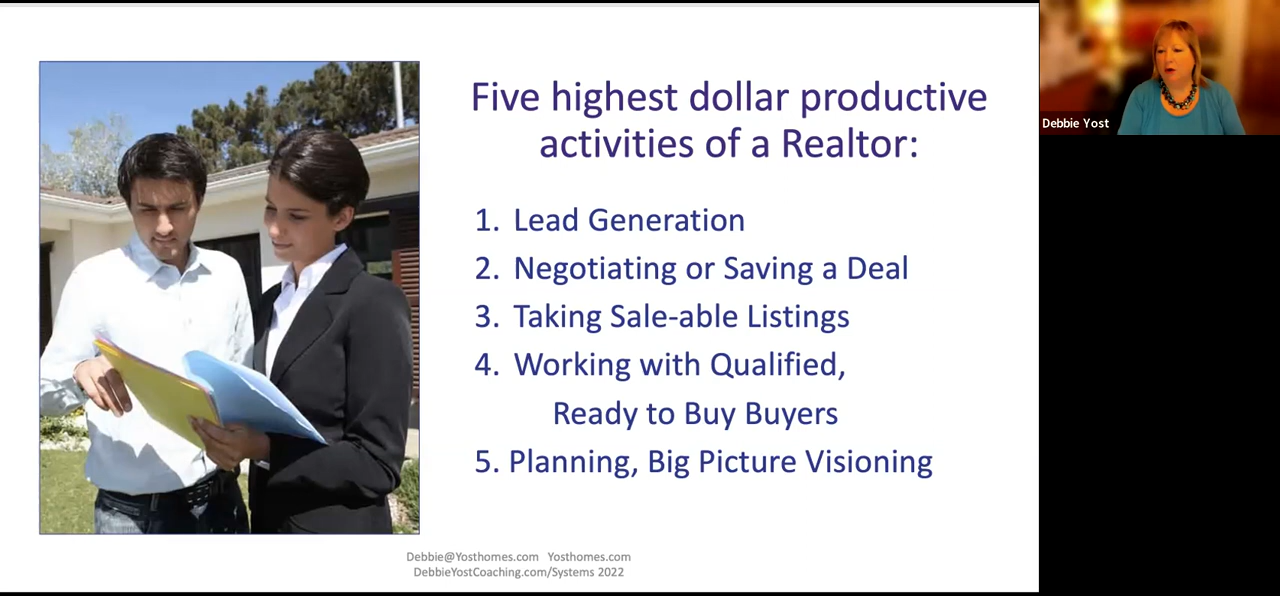 Five highest dollar productive
activities of a Realtor:
1. Lead Generation
2. Negotiating or Saving a Deal
3. Taking Sale-able Listings
4. Working with Qualified,
Ready to Buy Buyers
5. Planning, Big Picture Visioning
Debbie@Yosthomes.com Yosthomes.com
DebbieYostCoaching.com/Systems 2022
Debbie Yost